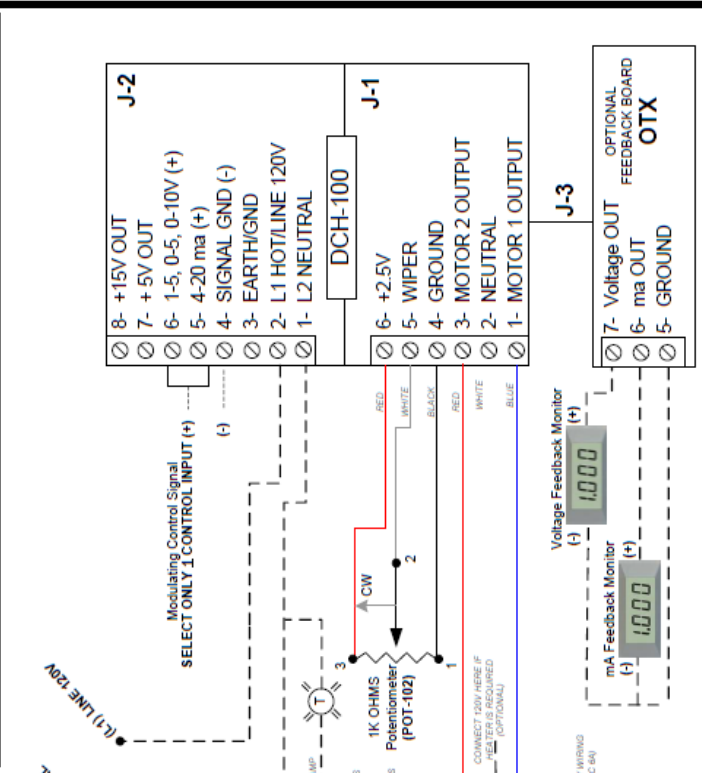 J-2
8- +15V OUT
7- + 5V OUT
6- 1-5, 0-5, 0-10V (+)
5- 4-20 ma (+)
4- SIGNAL GND (-)
3- EARTH/GND
2- L1 HOT/LINE 120V
1- L2 NEUTRAL
DCH-100
J-1
6- +2.5V
5- WIPER
4- GROUND
3- MOTOR 2 OUTPUT
2- NEUTRAL
1- MOTOR 1 OUTPUT
J-3
OPTIONAL
FEEDBACK BOARD
OTX
7- Voltage OUT
6- ma OUT
5- GROUND
RED
WHITE
BLACK
RED
WHITE
BLUE
Modulating Control Signal
SELECT ONLY 1 CONTROL INPUT (+)
(-)
(L1) LINE 120V
CW
2
3
1
1K OHMS
Potentiometer
(POT-102)
T
Voltage Feedback Monitor
(-)
(+)
1.000
mA Feedback Monitor
(-)
(+)
1.000
CONNECT 120V HERE IF
HEATER IS REQUIRED
(OPTIONAL)
WIRING
C 6A)